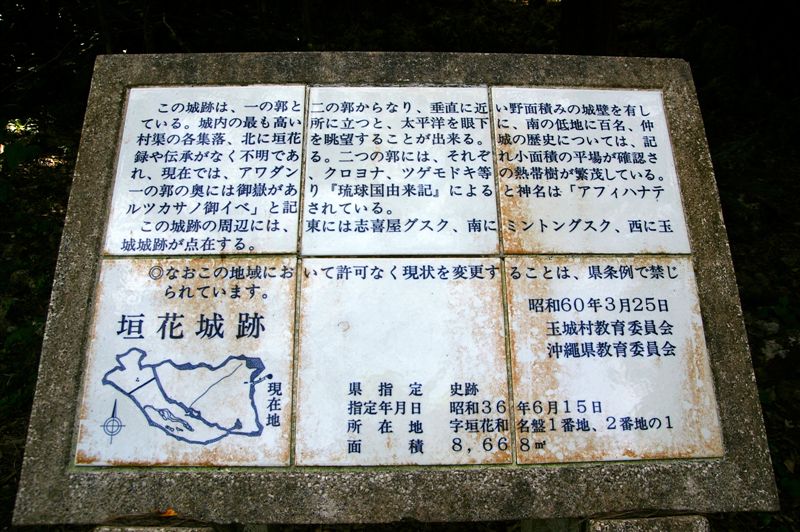 この城跡は、一の郭と二の郭からなり、垂直に近い野面積みの城壁を有し
ている。城内の最も高い所に立つと、太平洋を眼下に、南の低地に百名、仲
村渠の各集落、北に垣花を眺望することが出来る。城の歴史については、記
録や伝承がなく不明である。二つの郭には、それぞれ小面積の平場が確認さ
れ、現在では、アワダン、クロヨナ、ツゲモドキ等の熱帯樹が繁茂している。
一の郭の奥には御嶽があり『琉球国由来記』によると神名は「アフィハナテ
ルツカサノ御イベ」と記されている。
この城跡の周辺には、東には志喜屋グスク、南にミントングスク、西に玉
城城跡が点在する。
◎なおこの地域において許可なく現状を変更することは、県条例で禁じ
られています。
昭和60年3月25日
玉城村教育委員会
沖縄県教育委員会
垣花城跡
現在地
県指定 史跡
指定年月日 昭和36年6月15日
所在地 字垣花和名盤1番地、2番地の1
面積 8,668㎡